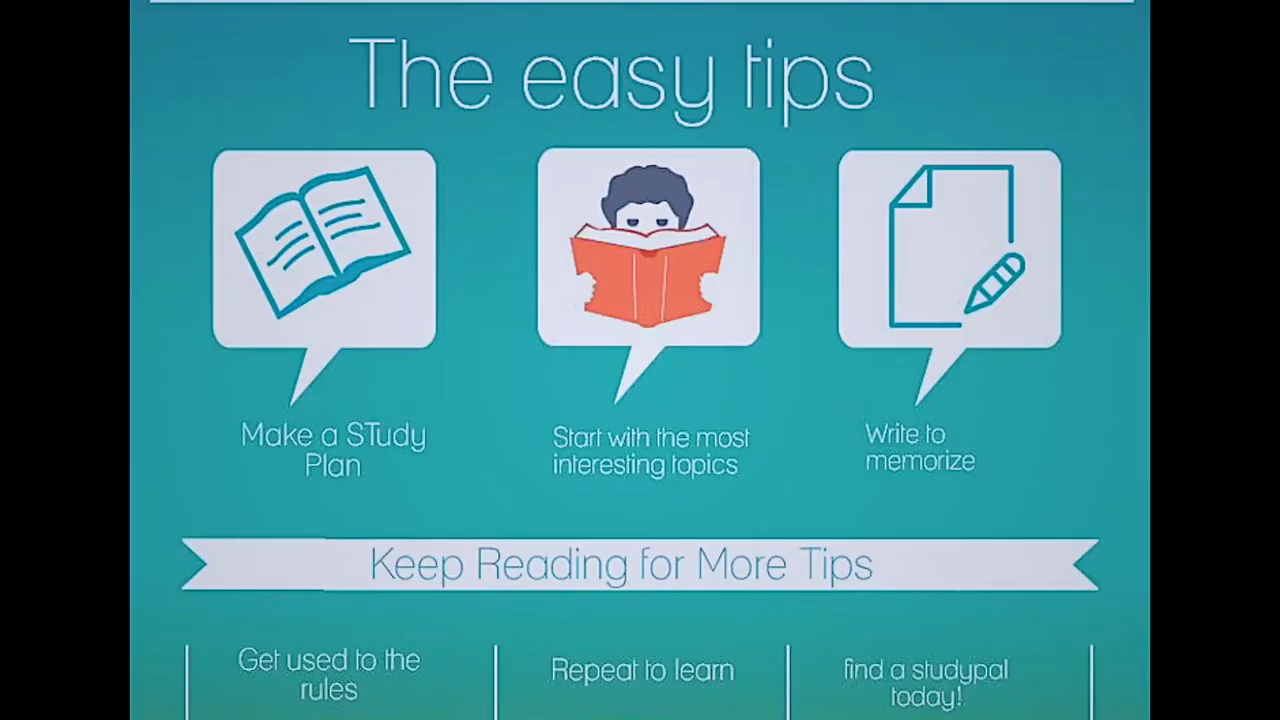 The easy tips
Make a STudy
Plan
Start with the most
interesting topics
Write to
memorize
Keep Reading for More Tips
Get used to the
rules
Repeat to learn
find a studypal
today!